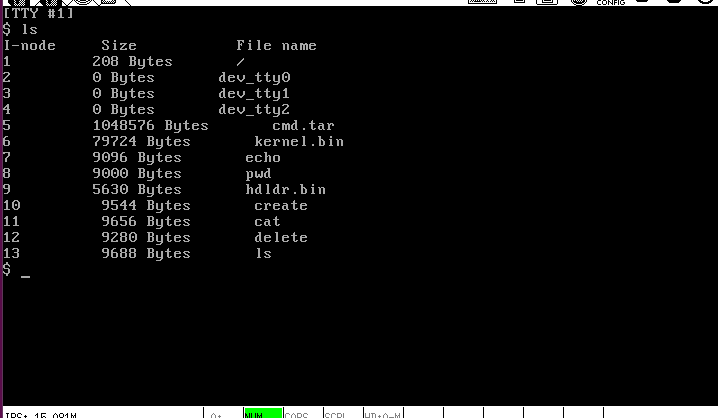 CONFIG
[TTY #1]
$ ls
I-node Size File name
1 208 Bytes /
2 0 Bytes dev_tty0
3 0 Bytes dev_tty1
4 0 Bytes dev_tty2
5 1048576 Bytes cmd.tar
6 79724 Bytes kernel.bin
7 9096 Bytes echo
8 9000 Bytes pwd
9 5630 Bytes hdldr.bin
10 9544 Bytes create
11 9656 Bytes cat
12 9280 Bytes delete
13 9688 Bytes ls
$ _
IPS: 15.091M A: NUM CAPS SCRL HD:0-M